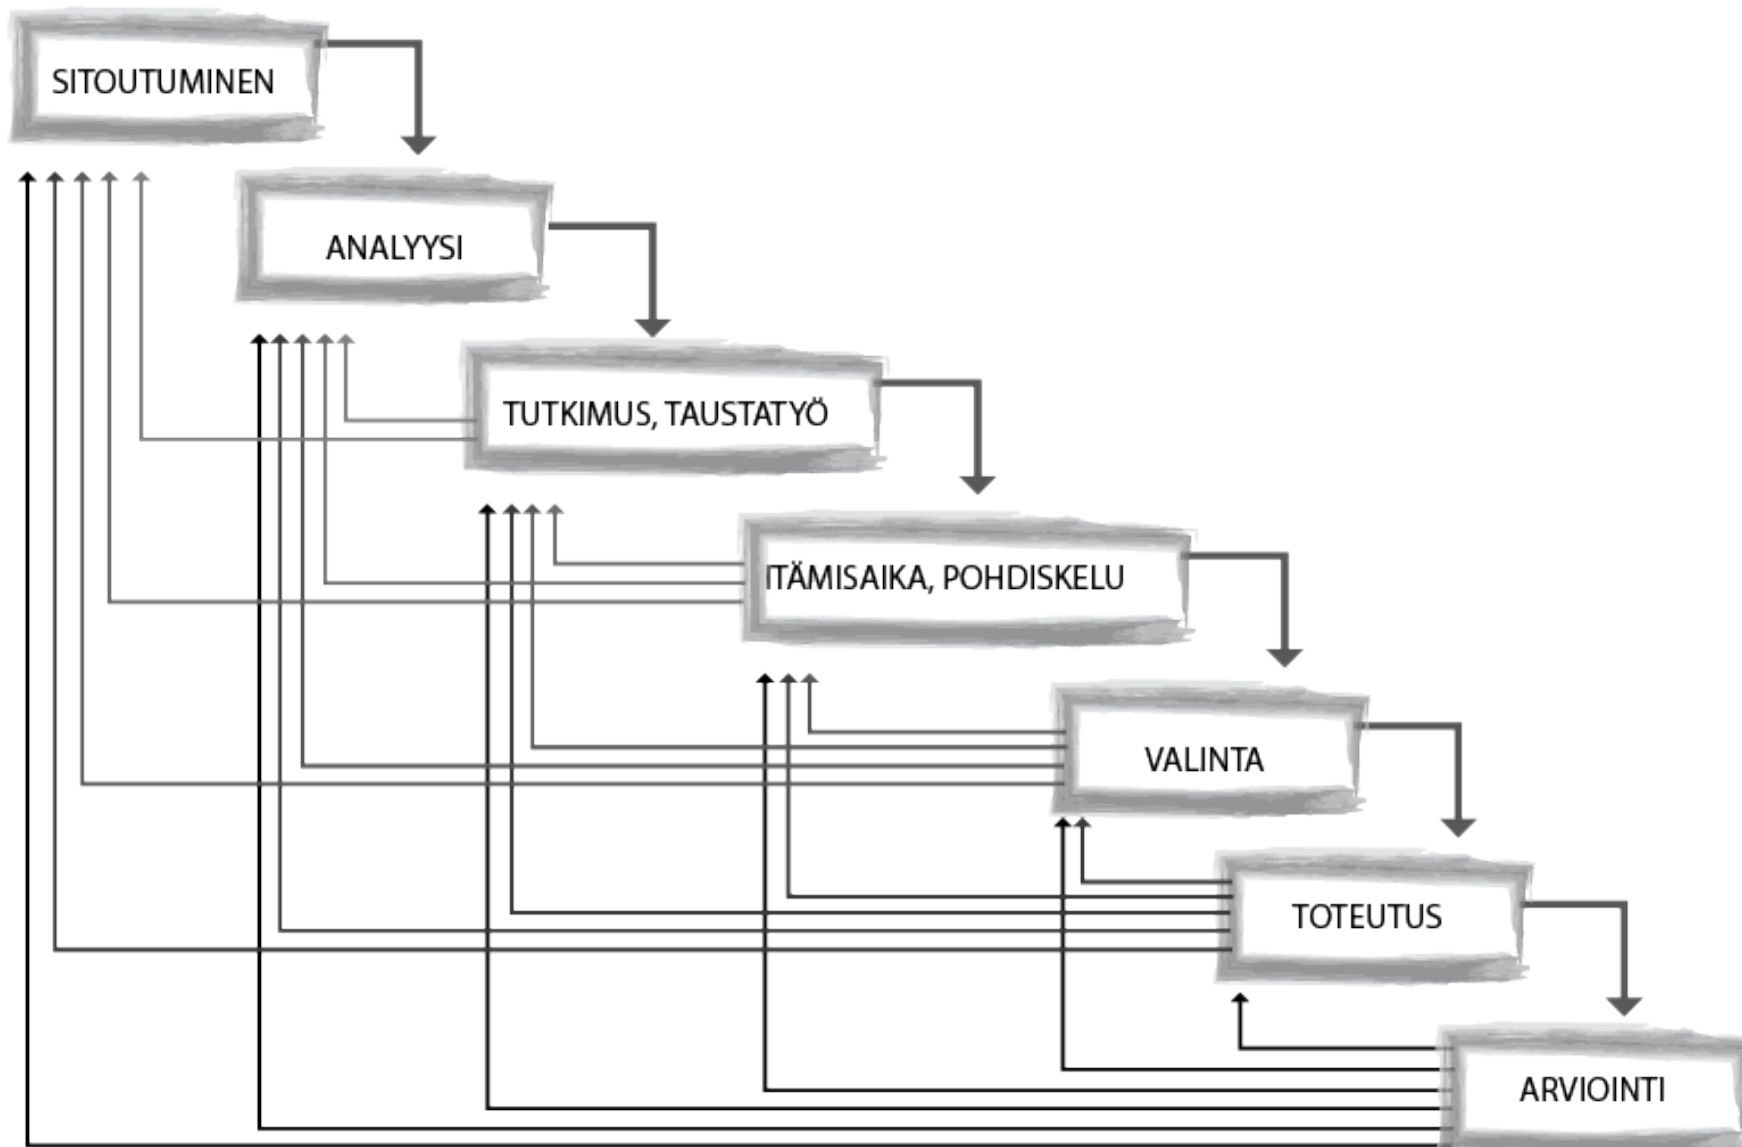 SITOUTUMINEN
ANALYYSI
TUTKIMUS, TAUSTATYÖ
ITÄMISAIKA, POHDISKELU
VALINTA
TOTEUTUS
ARVIOINTI